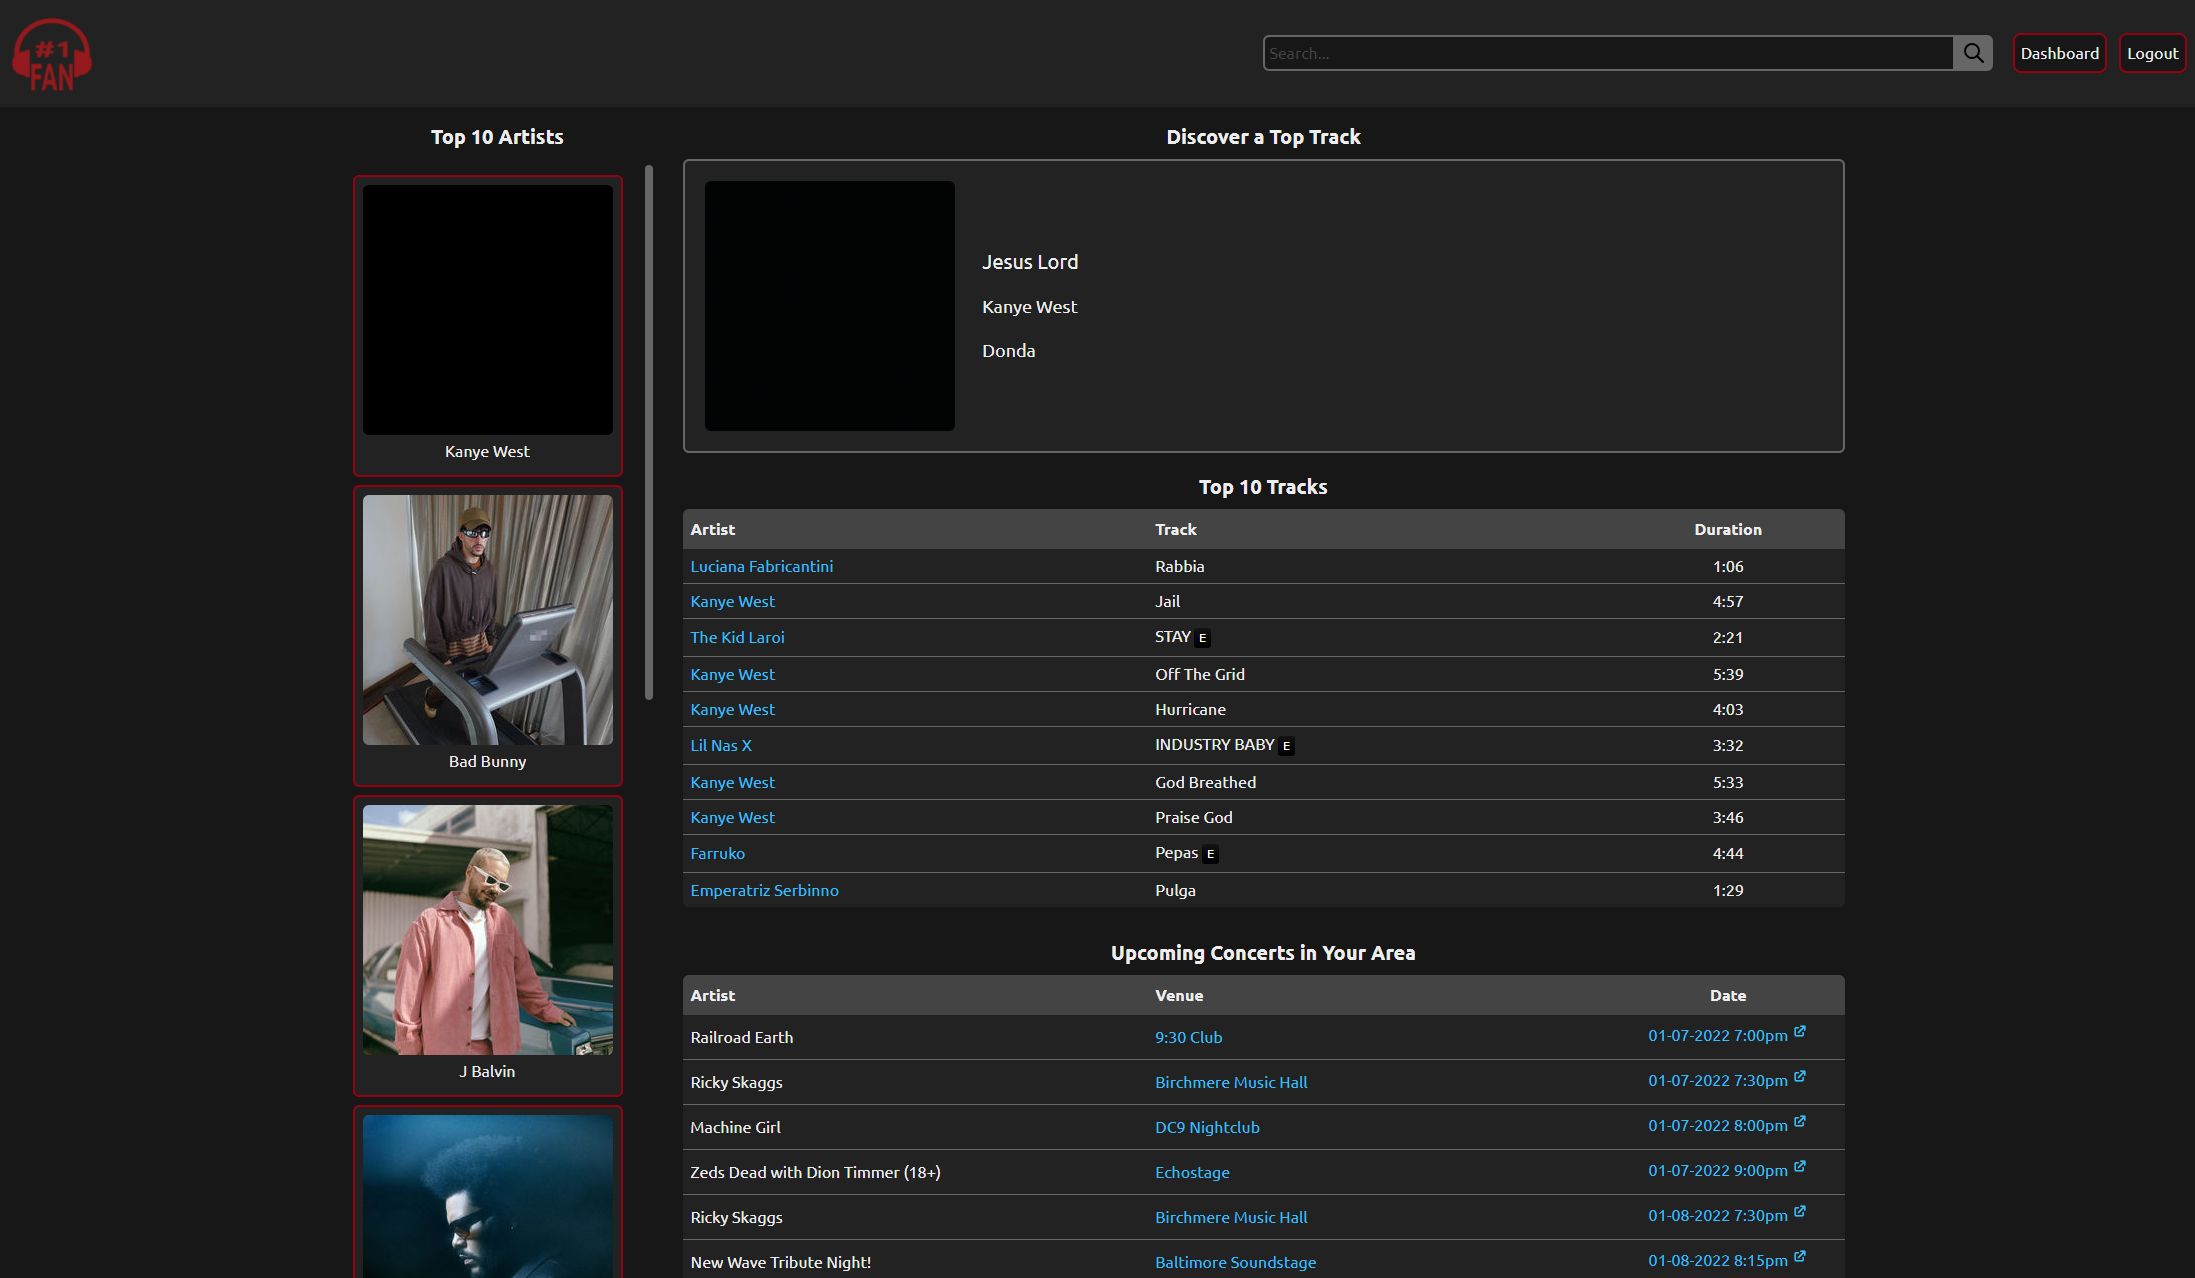 #1
FAN
Search...
Dashboard
Logout
Top 10 Artists
Kanye West
Bad Bunny
J Balvin
Discover a Top Track
Jesus Lord
Kanye West
Donda
Top 10 Tracks
Artist Track Duration
Luciana Fabricantini Rabbia 1:06
Kanye West Jail 4:57
The Kid Laroi STAY E 2:21
Kanye West Off The Grid 5:39
Kanye West Hurricane 4:03
Lil Nas X INDUSTRY BABY E 3:32
Kanye West God Breathed 5:33
Kanye West Praise God 3:46
Farruko Pepas E 4:44
Emperatriz Serbinno Pulga 1:29
Upcoming Concerts in Your Area
Artist Venue Date
Railroad Earth 9:30 Club 01-07-2022 7:00pm
Ricky Skaggs Birchmere Music Hall 01-07-2022 7:30pm
Machine Girl DC9 Nightclub 01-07-2022 8:00pm
Zeds Dead with Dion Timmer (18+) Echostage 01-07-2022 9:00pm
Ricky Skaggs Birchmere Music Hall 01-08-2022 7:30pm
New Wave Tribute Night! Baltimore Soundstage 01-08-2022 8:15pm